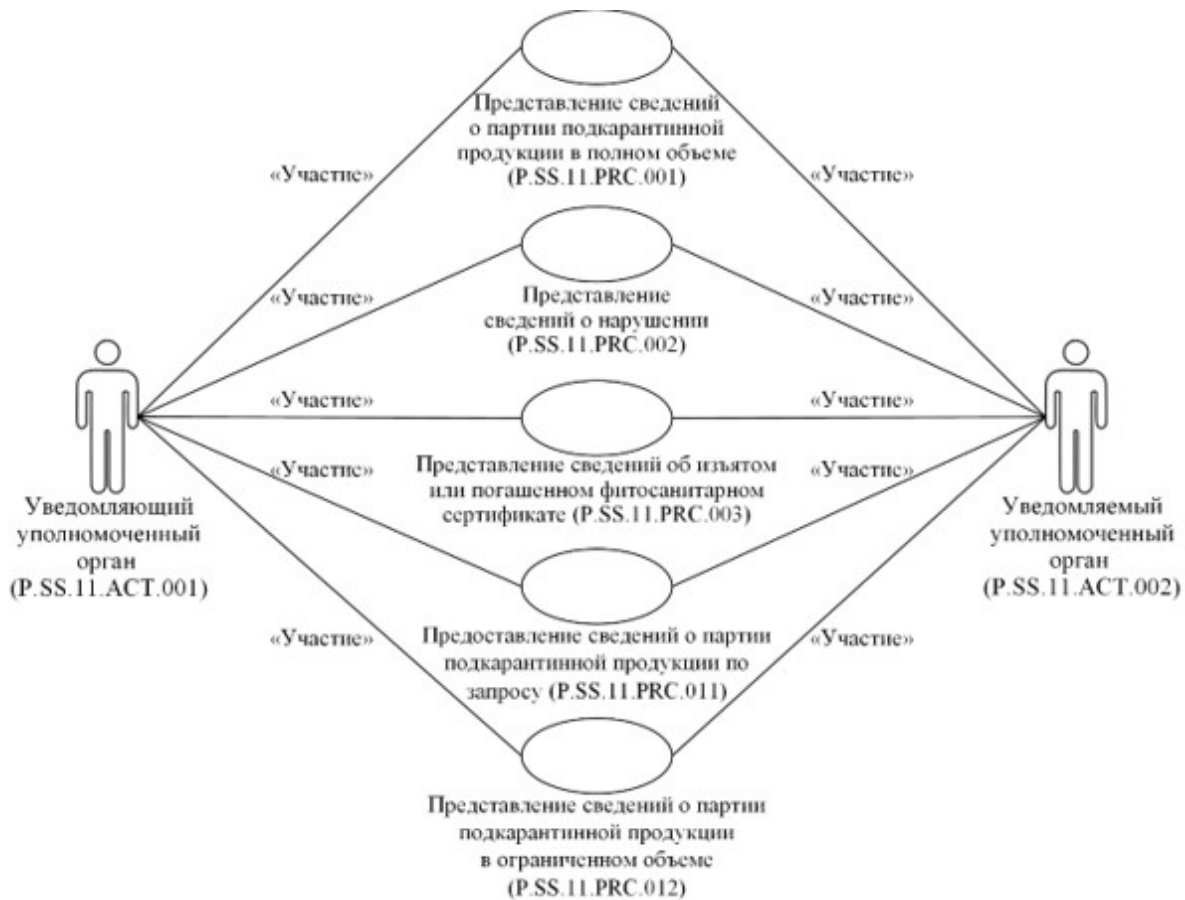 Представление сведений
о партии подкарантинной
продукции в полном объеме
(P.SS.11.PRC.001)
«Участие»
«Участие»
«Участие»
«Участие»
Представление
сведений о нарушении
(P.SS.11.PRC.002)
«Участие»
«Участие»
Представление сведений об изъятом
или погашенном фитосанитарном
сертификате (P.SS.11.PRC.003)
«Участие»
«Участие»
Уведомляющий
уполномоченный
орган
(P.SS.11.ACT.001)
Уведомляемый
уполномоченный
орган
(P.SS.11.ACT.002)
Предоставление сведений о партии
подкарантинной продукции по
запросу (P.SS.11.PRC.011)
«Участие»
«Участие»
Представление сведений о партии
подкарантинной продукции
в ограниченном объеме
(P.SS.11.PRC.012)